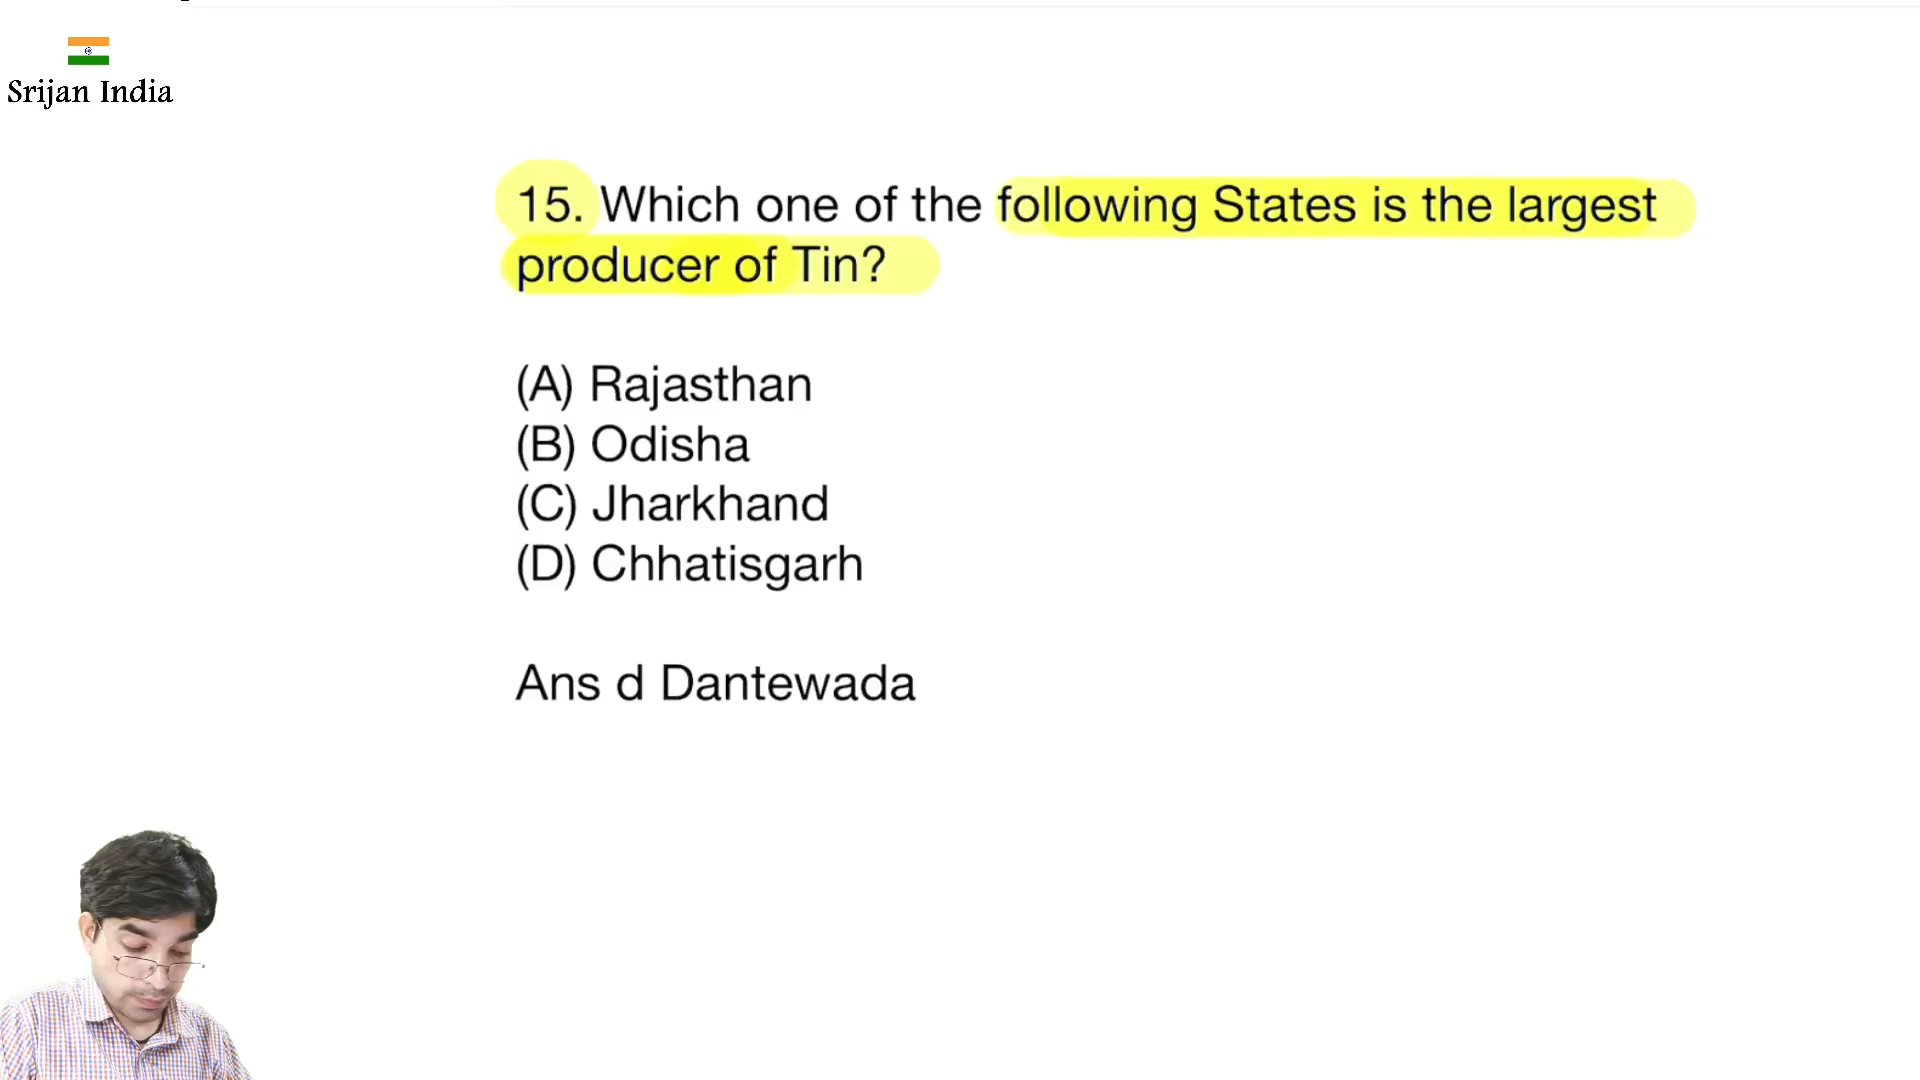 Srijan India
15. Which one of the following States is the largest
producer of Tin?
(A) Rajasthan
(B) Odisha
(C) Jharkhand
(D) Chhatisgarh
Ans d Dantewada